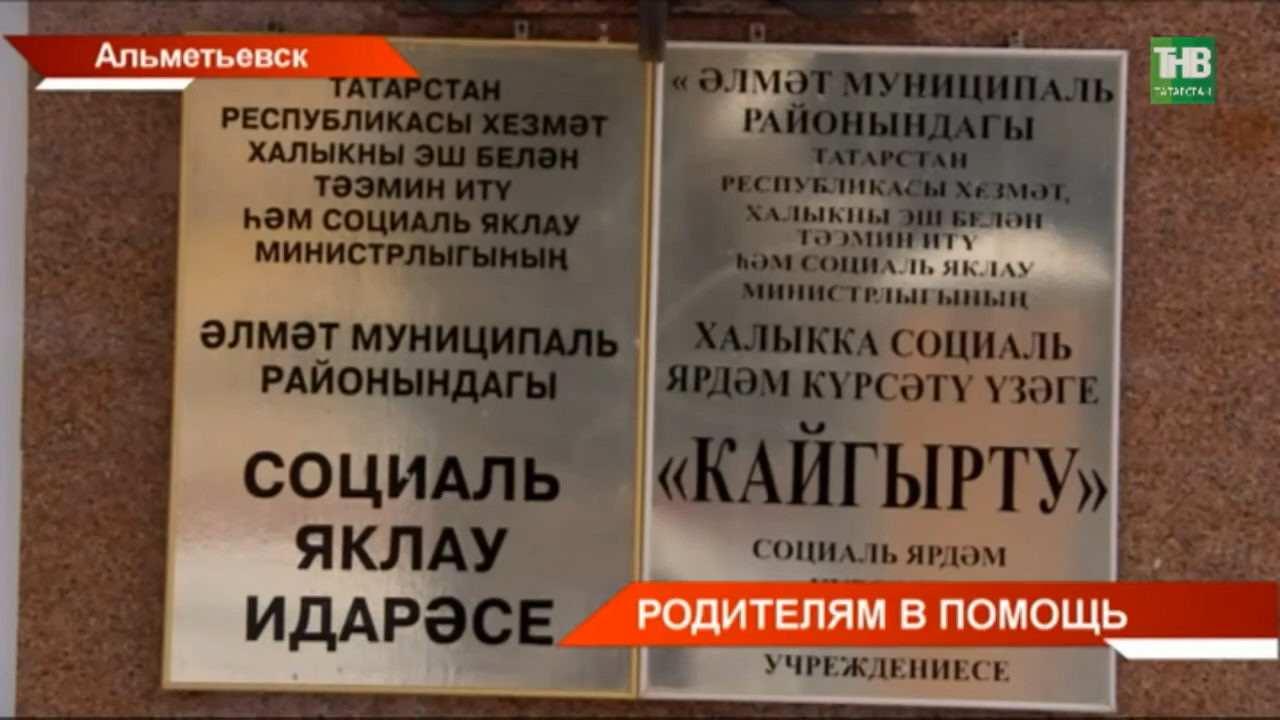 Альметьевск
ТНВ
ТАТАРСТАН
ТАТАРСТАН
РЕСПУБЛИКАСЫ ХЕЗМӘТ
ХАЛЫКНЫ ЭШ БЕЛӘН
ТӘЭМИН ИТҮ
ҺӘМ СОЦИАЛЬ ЯКЛАУ
МИНИСТРЛЫГЫНЫҢ
ӘЛМӘТ МУНИЦИПАЛЬ
РАЙОНЫНДАГЫ
СОЦИАЛЬ
ЯКЛАУ
ИДАРӘСЕ
« ӘЛМӘТ МУНИЦИПАЛЬ
РАЙОНЫНДАГЫ
ТАТАРСТАН
РЕСПУБЛИКАСЫ ХЕЗМӘТ,
ХАЛЫКНЫ ЭШ БЕЛӘН
ТӘЭМИН ИТҮ
ҺӘМ СОЦИАЛЬ ЯКЛАУ
МИНИСТРЛЫГЫНЫҢ
ХАЛЫККА СОЦИАЛЬ
ЯРДӘМ КҮРСӘТҮ ҮЗӘГЕ
«КАЙГЫРТУ»
СОЦИАЛЬ ЯРДӘМ
УЧРЕЖДЕНИЕСЕ
РОДИТЕЛЯМ В ПОМОЩЬ